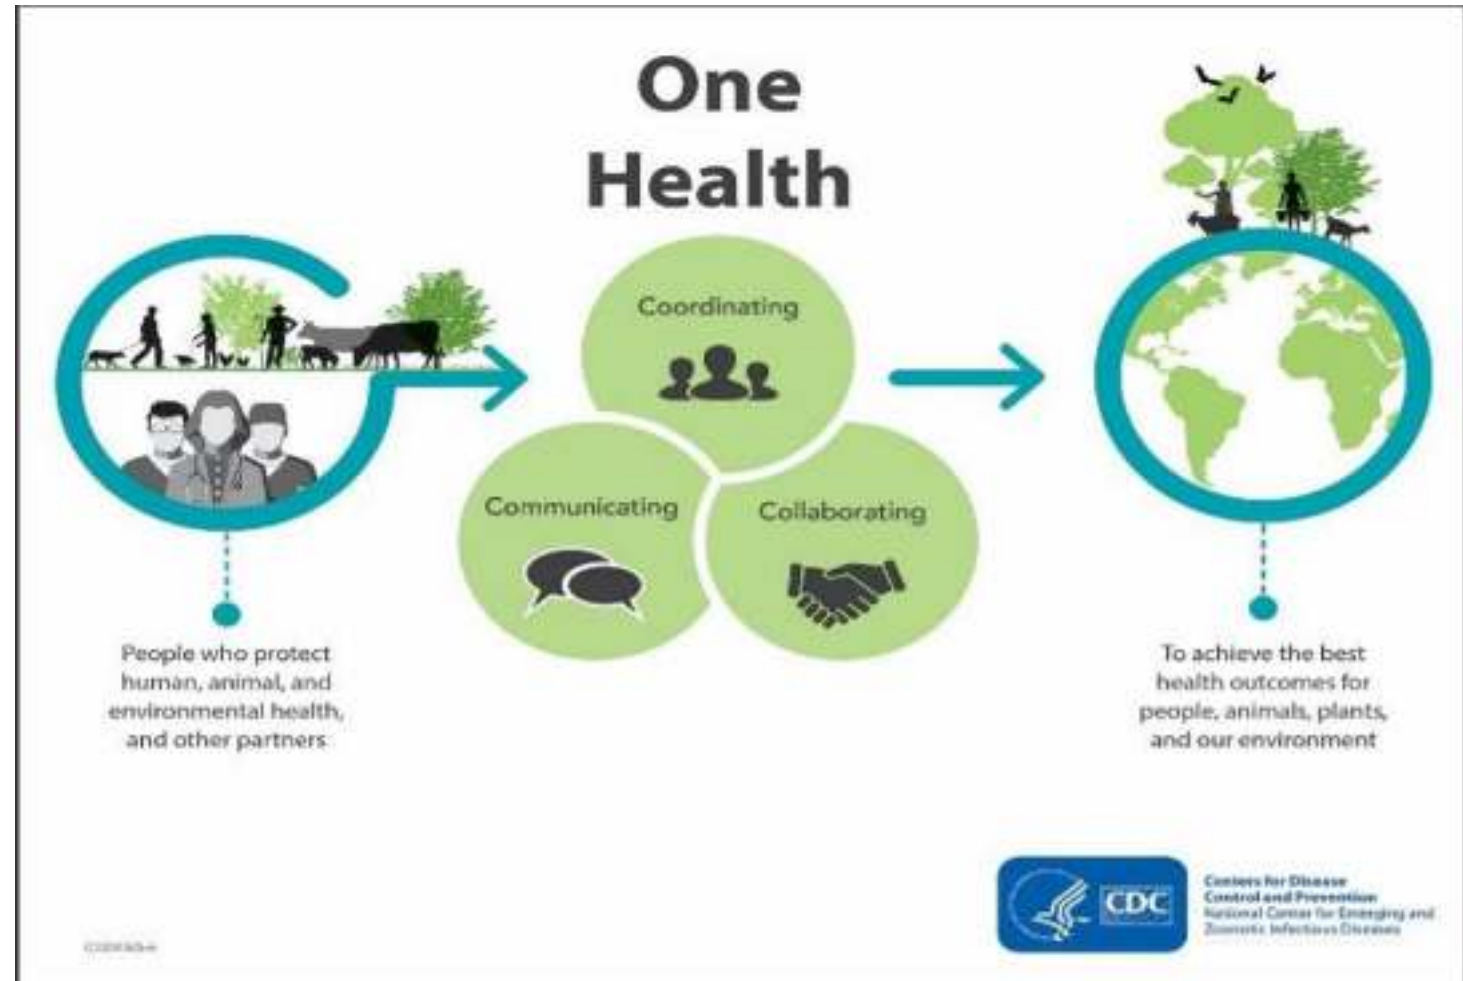 One
Health
Coordinating
Communicating
Collaborating
People who protect
human, animal, and
environmental health,
and other partners
To achieve the best
health outcomes for
people, animals, plants,
and our environment
CDC
Centers for Disease
Control and Prevention
National Center for Emerging and
Zoonotic Infectious Diseases